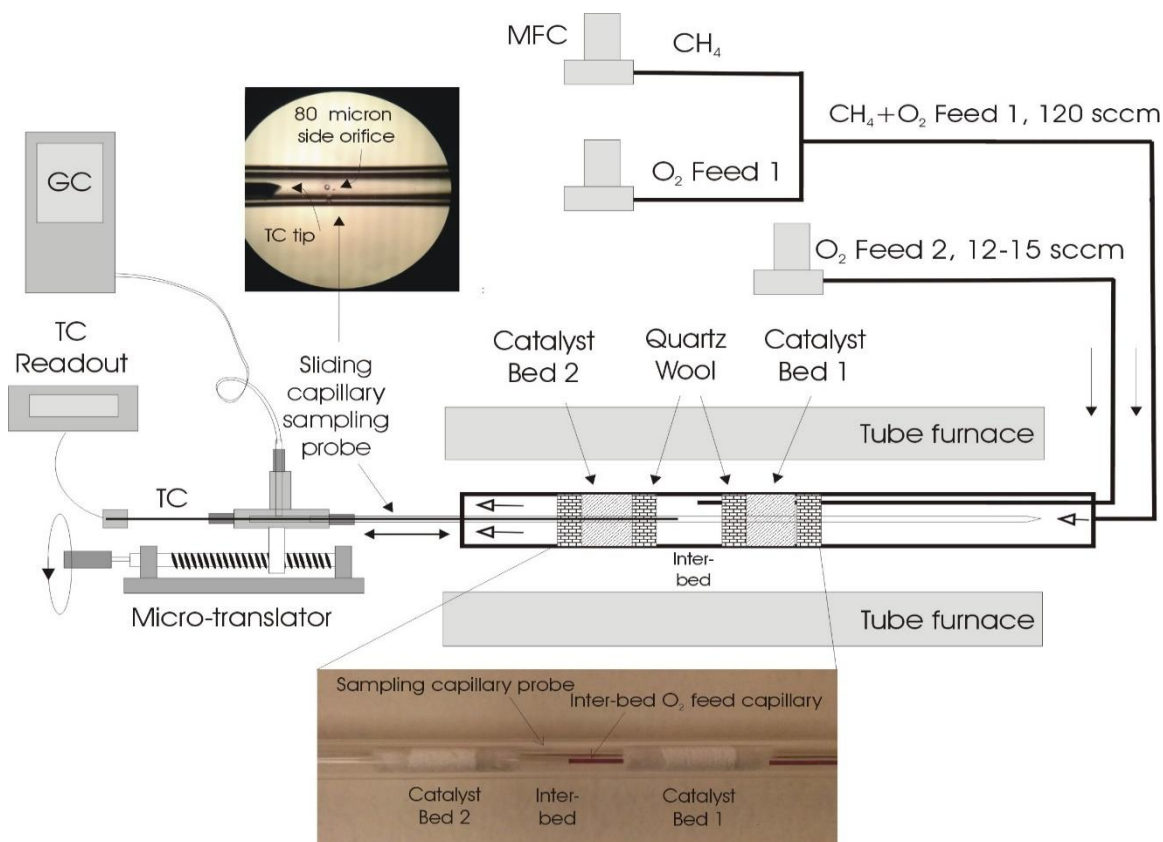 MFC
CH₄
80 micron
side orifice
CH₄+O₂ Feed 1, 120 sccm
GC
O₂ Feed 1
TC tip
O₂ Feed 2, 12-15 sccm
TC
Readout
Sliding
capillary
sampling
probe
Catalyst
Bed 2
Quartz
Wool
Catalyst
Bed 1
Tube furnace
TC
Inter-
bed
Micro-translator
Tube furnace
Sampling capillary probe
Inter-bed O₂ feed capillary
Catalyst
Bed 2
Inter-
bed
Catalyst
Bed 1